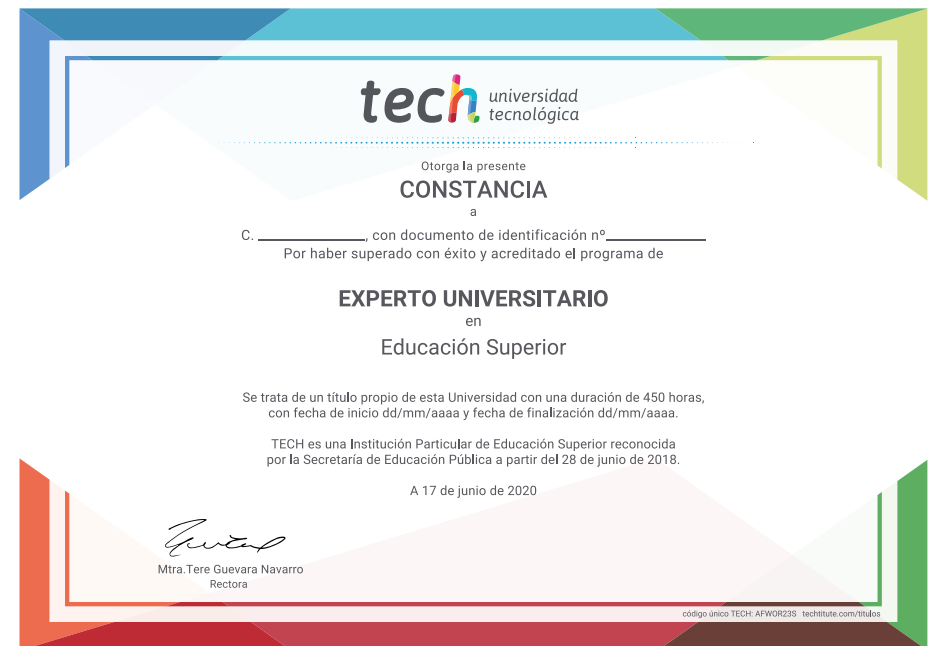 tech universidad
tecnológica
Otorga la presente
CONSTANCIA
a
C. ______________, con documento de identificación nº______________
Por haber superado con éxito y acreditado el programa de
EXPERTO UNIVERSITARIO
en
Educación Superior
Se trata de un título propio de esta Universidad con una duración de 450 horas,
con fecha de inicio dd/mm/aaaa y fecha de finalización dd/mm/aaaa.
TECH es una Institución Particular de Educación Superior reconocida
por la Secretaría de Educación Pública a partir del 28 de junio de 2018.
A 17 de junio de 2020
Mtra.Tere Guevara Navarro
Rectora
código único TECH: AFWOR23S techtitute.com/titulos